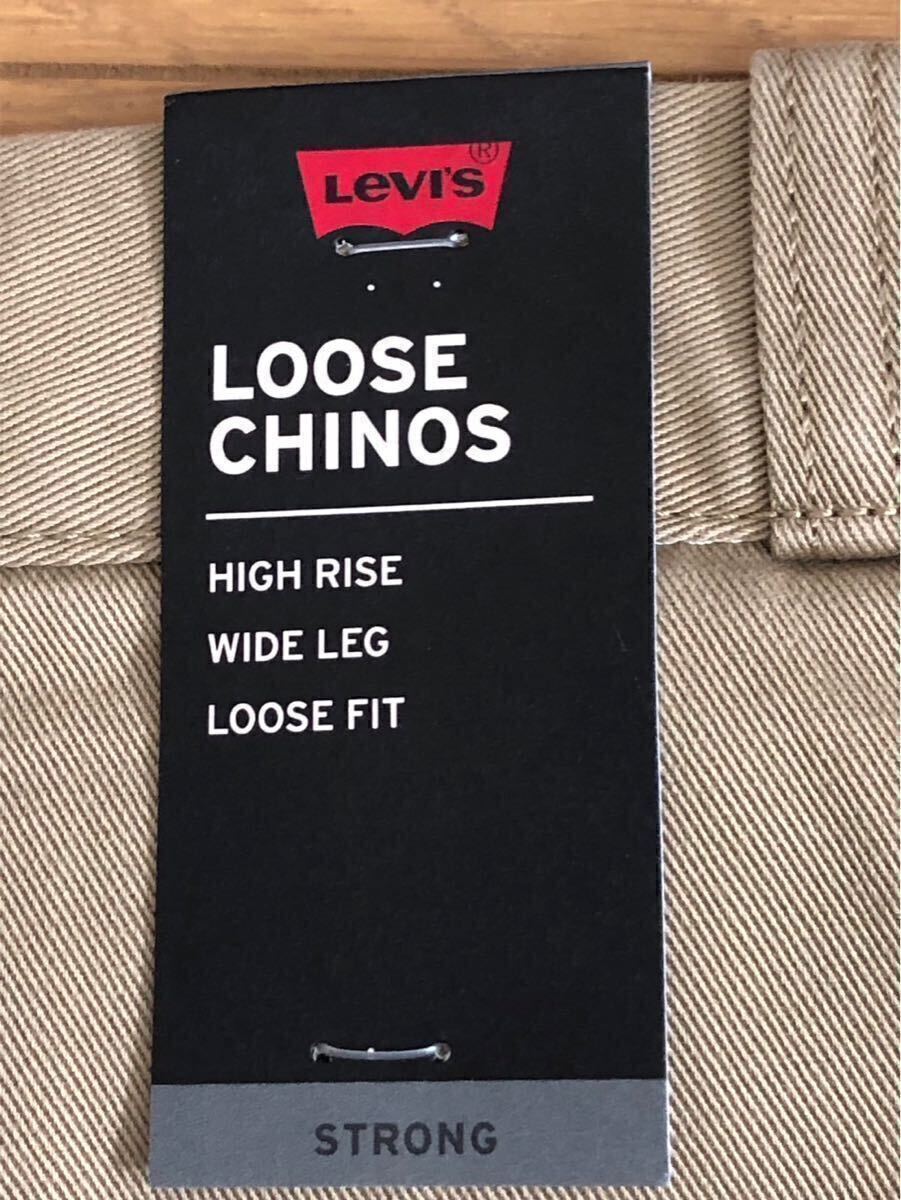 ®
Levi's
LOOSE
CHINOS
HIGH RISE
WIDE LEG
LOOSE FIT
STRONG